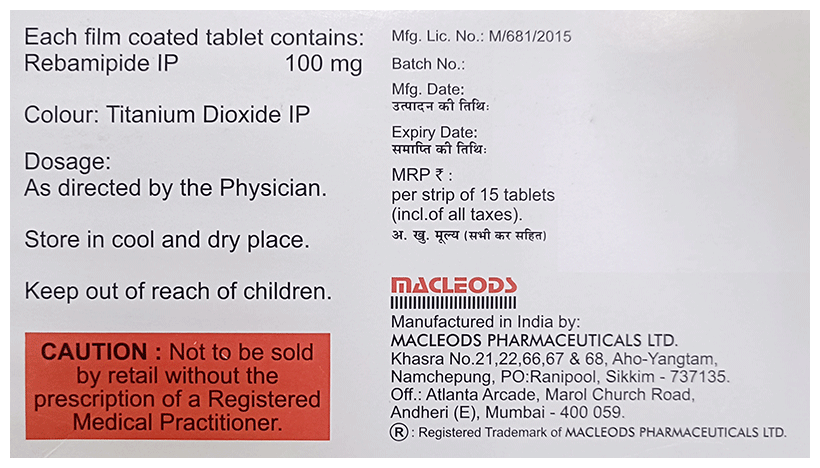 Each film coated tablet contains:
Rebamipide IP 100 mg
Colour: Titanium Dioxide IP
Dosage:
As directed by the Physician.
Store in cool and dry place.
Keep out of reach of children.
CAUTION : Not to be sold
by retail without the
prescription of a Registered
Medical Practitioner.
Mfg. Lic. No.: M/681/2015
Batch No.:
Mfg. Date:
उत्पादन की तिथिः
Expiry Date:
समाप्ति की तिथिः
MRP ₹ :
per strip of 15 tablets
(incl.of all taxes).
अ. खु. मूल्य (सभी कर सहित)
MACLEODS
Manufactured in India by:
MACLEODS PHARMACEUTICALS LTD.
Khasra No.21,22,66,67 & 68, Aho-Yangtam,
Namchepung, PO:Ranipool, Sikkim - 737135.
Off.: Atlanta Arcade, Marol Church Road,
Andheri (E), Mumbai - 400 059.
® : Registered Trademark of MACLEODS PHARMACEUTICALS LTD.